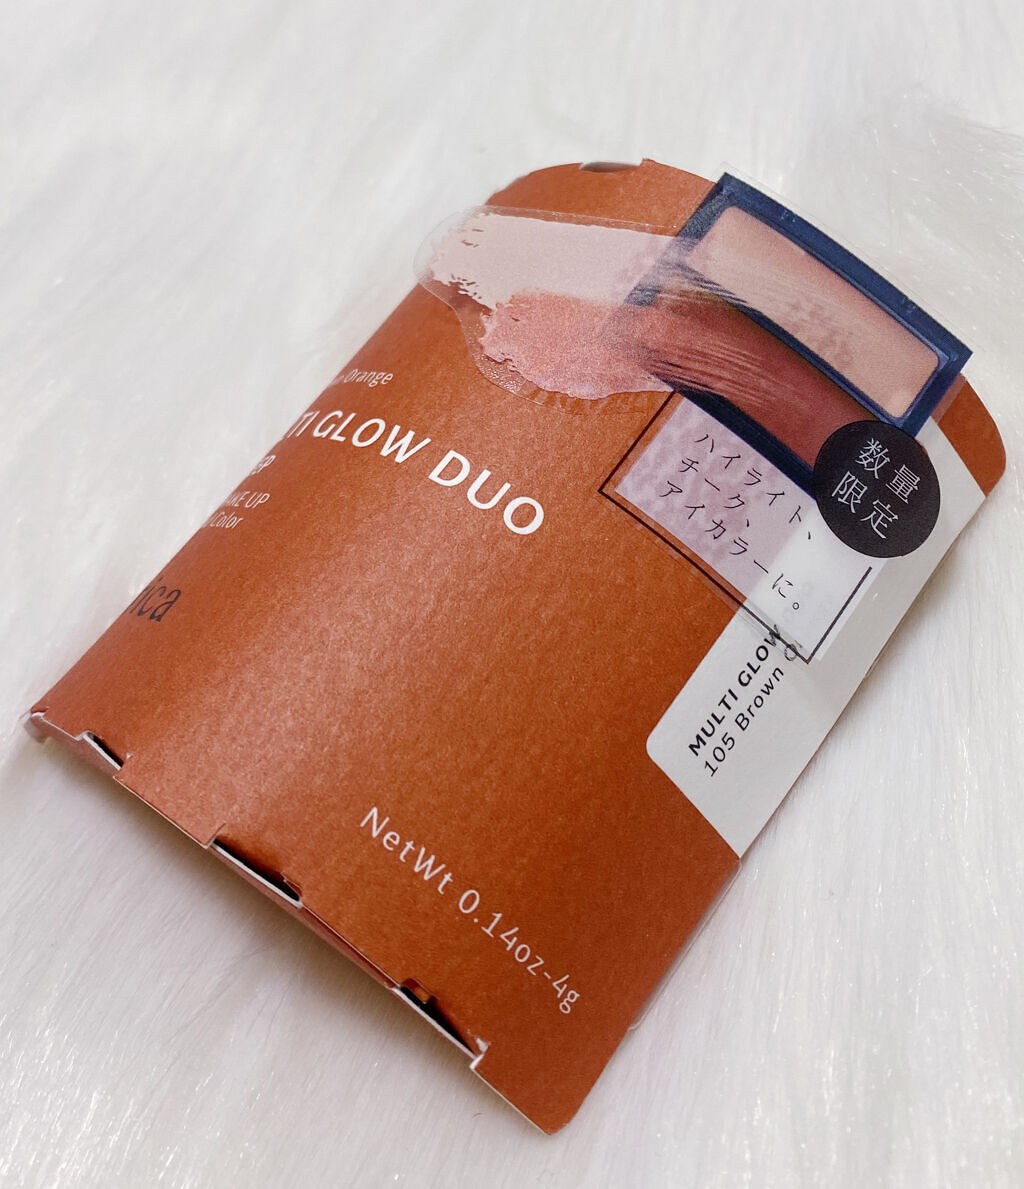 Orange
TI GLOW DUO
EP
AKE UP
Color
ica
NetWt 0.14oz-4g
ハイライト、
チーク、
アイカラーに。
数量
限定
MULTI GLOW
105 Brown O